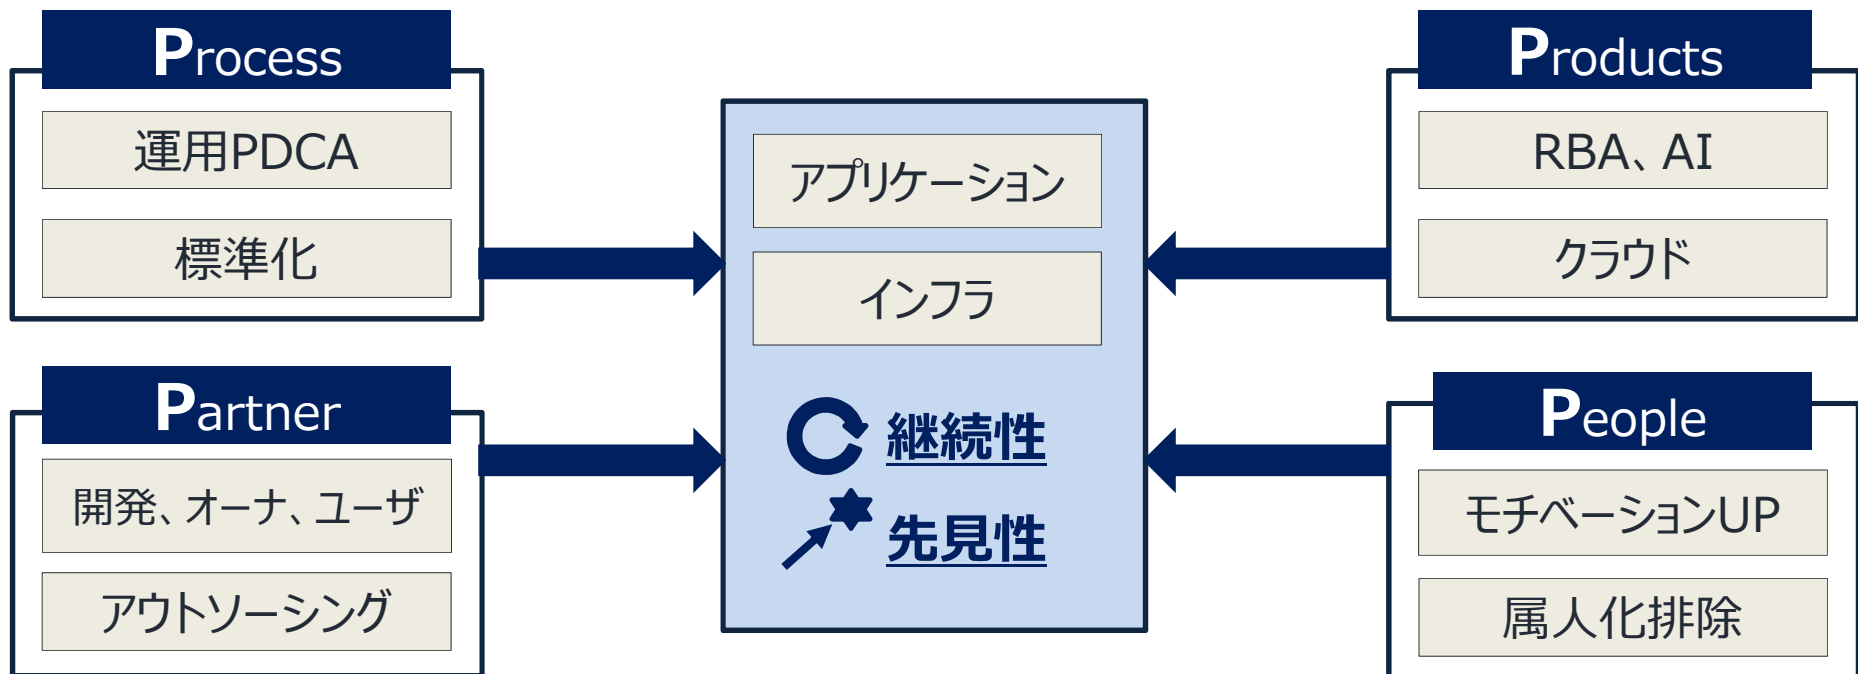 Process
運用PDCA
標準化
Partner
開発、オーナ、ユーザ
アウトソーシング
アプリケーション
インフラ
継続性
先見性
Products
RBA、AI
クラウド
People
モチベーションUP
属人化排除